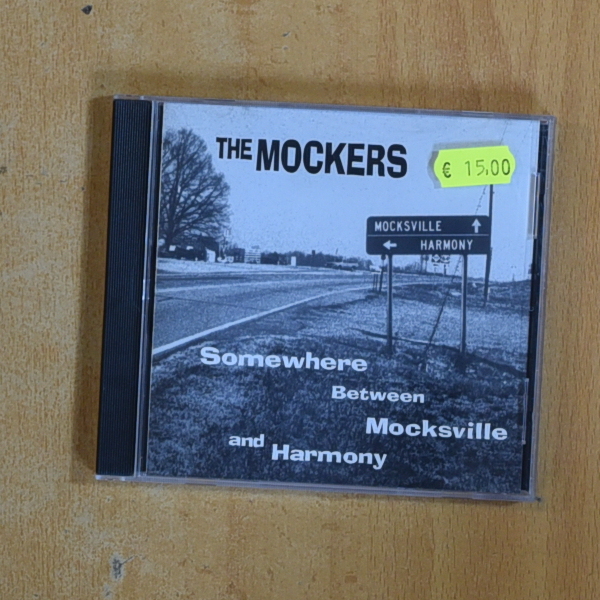 THE MOCKERS
€ 15,00
MOCKSVILLE ↑
← HARMONY
Somewhere
Between
Mocksville
and Harmony